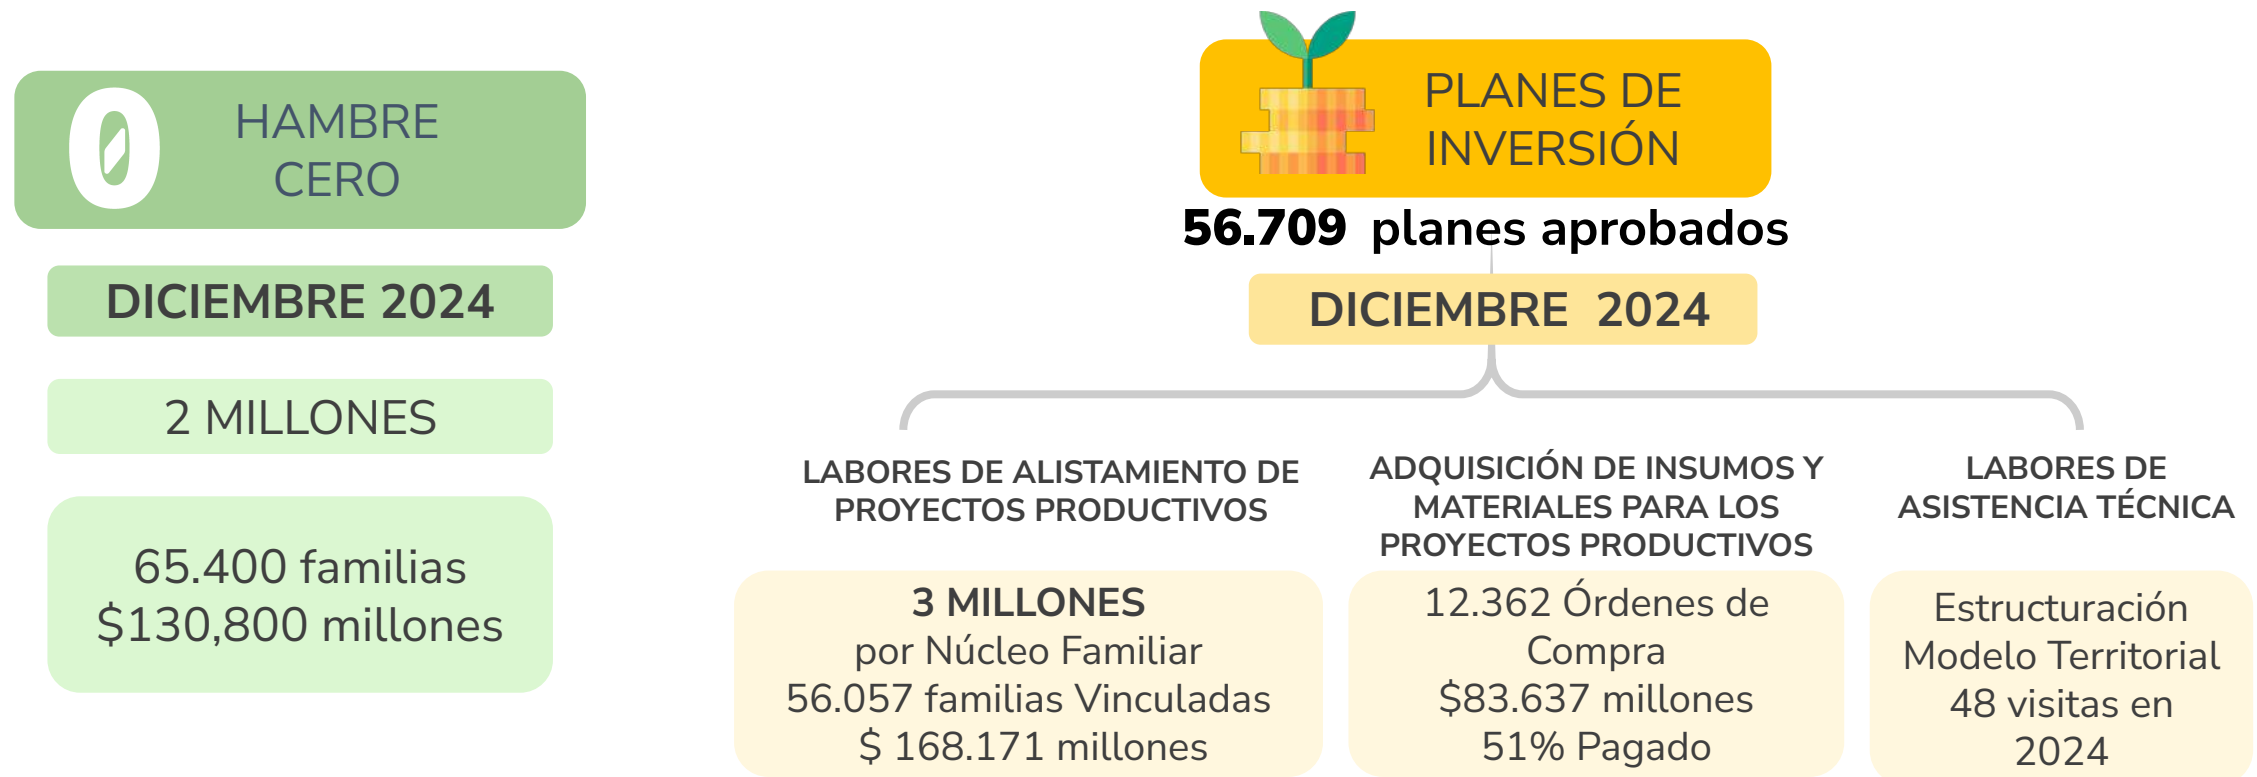 0
HAMBRE
CERO
DICIEMBRE 2024
2 MILLONES
65.400 familias
$130,800 millones
PLANES DE
INVERSIÓN
56.709 planes aprobados
DICIEMBRE 2024
LABORES DE ALISTAMIENTO DE
PROYECTOS PRODUCTIVOS
3 MILLONES
por Núcleo Familiar
56.057 familias Vinculadas
$ 168.171 millones
ADQUISICIÓN DE INSUMOS Y
MATERIALES PARA LOS
PROYECTOS PRODUCTIVOS
12.362 Órdenes de
Compra
$83.637 millones
51% Pagado
LABORES DE
ASISTENCIA TÉCNICA
Estructuración
Modelo Territorial
48 visitas en
2024